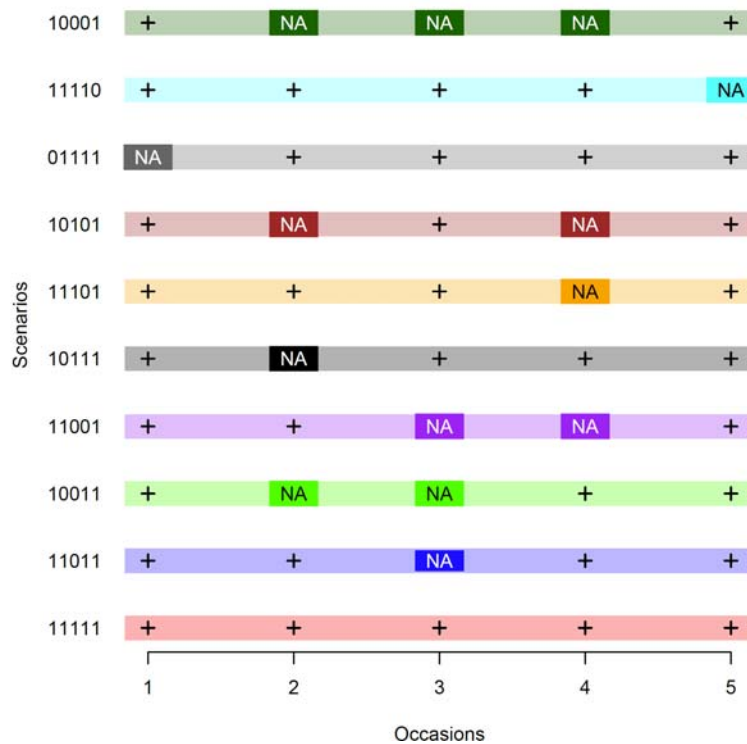 10001 + NA NA NA +
11110 + + + + NA
01111 NA + + + +
10101 + NA + NA +
11101 + + + NA +
10111 + NA + + +
11001 + + NA NA +
10011 + NA NA + +
11011 + + NA + +
11111 + + + + +
Scenarios
1 2 3 4 5
Occasions